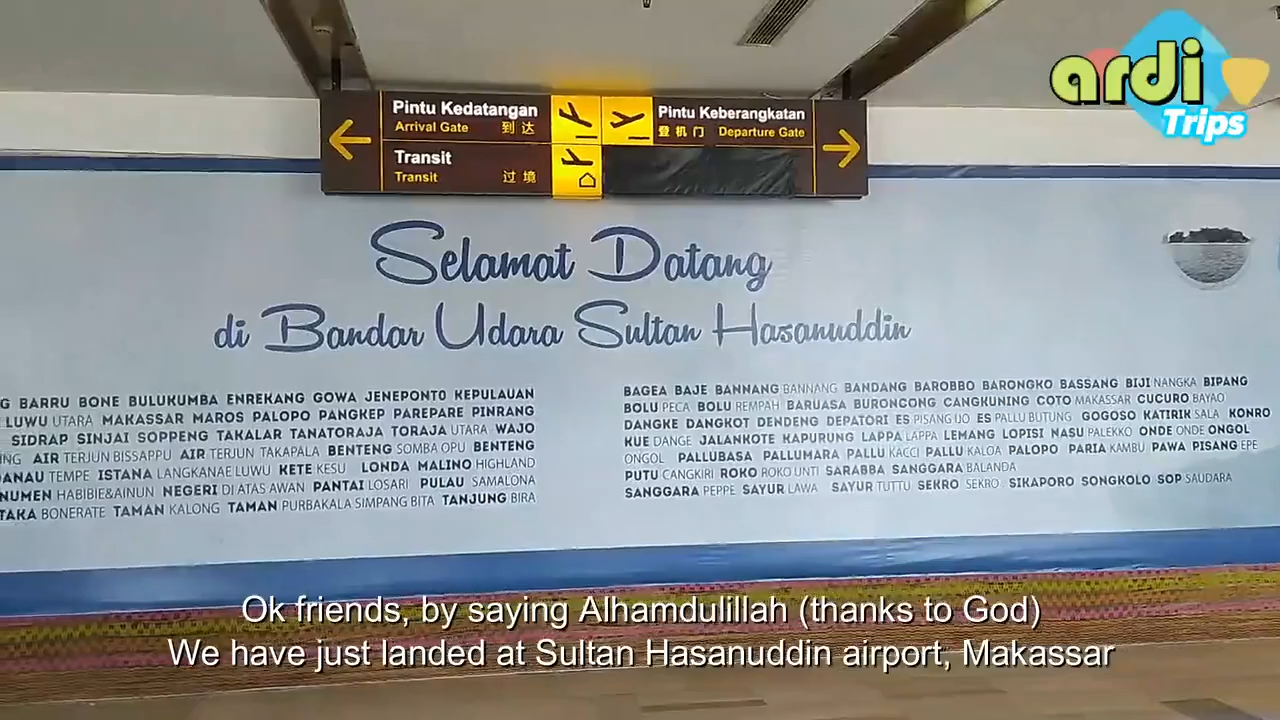 ardi
Trips
Pintu Kedatangan
Arrival Gate 到达
Transit
Transit 过境
Pintu Keberangkatan
登机门 Departure Gate
Selamat Datang
di Bandar Udara Sultan Hasanuddin
G BARRU BONE BULUKUMBA ENREKANG GOWA JENEPONTO KEPULAUAN
LUWU UTARA MAKASSAR MAROS PALOPO PANGKEP PAREPARE PINRANG
SIDRAP SINJAI SOPPENG TAKALAR TANATORAJA TORAJA UTARA WAJO
ING AIR TERJUN BISSAPPU AIR TERJUN TAKAPALA BENTENG SOMBA OPU BENTENG
DANAU TEMPE ISTANA LANGKANAE LUWU KETE KESU LONDA MALINO HIGHLAND
NUMEN HABIBIE&AINUN NEGERI DI ATAS AWAN PANTAI LOSARI PULAU SAMALONA
TAKA BONERATE TAMAN KALONG TAMAN PURBAKALA SIMPANG BITA TANJUNG BIRA
BAGEA BAJE BANNANG BANNANG BANDANG BAROBBO BARONGKO BASSANG BIJI NANGKA BIPANG
BOLU PECA BOLU REMPAH BARUASA BURONCONG CANGKUNING COTO MAKASSAR CUCURO BAYAO
DANGKE DANGKOT DENDENG DEPATORI ES PISANG IJO ES PALLU BUTUNG GOGOSO KATIRIK SALA KONRO
KUE DANGE JALANKOTE KAPURUNG LAPPA LAPPA LEMANG LOPISI NASU PALEKKO ONDE ONDE ONGOL
ONGOL PALLUBASA PALLUMARA PALLU KACCI PALLU KALOA PALOPO PARIA KAMBU PAWA PISANG EPE
PUTU CANGKIRI ROKO ROKO UNTI SARABBA SANGGARA BALANDA
SANGGARA PEPPE SAYUR LAWA SAYUR TUTTU SEKRO SEKRO SIKAPORO SONGKOLO SOP SAUDARA
Ok friends, by saying Alhamdulillah (thanks to God)
We have just landed at Sultan Hasanuddin airport, Makassar